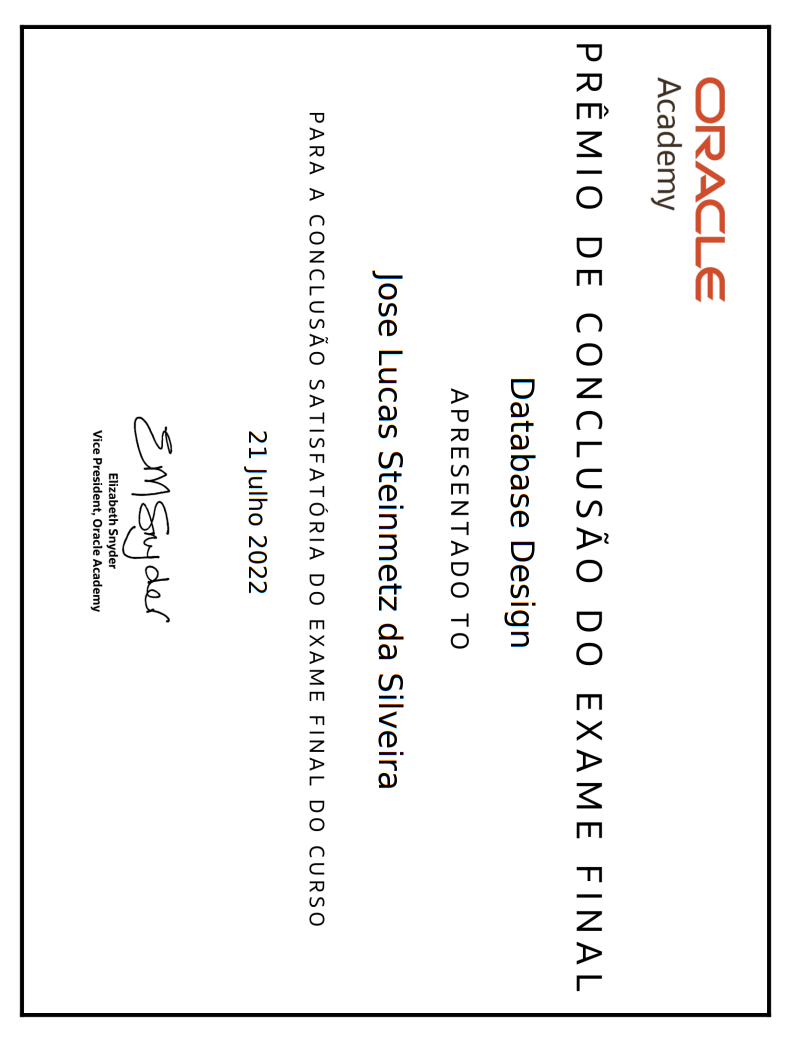 ORACLE
Academy
PRÊMIO DE CONCLUSÃO DO EXAME FINAL
Database Design
APRESENTADO TO
Jose Lucas Steinmetz da Silveira
PARA A CONCLUSÃO SATISFATÓRIA DO EXAME FINAL DO CURSO
21 Julho 2022
EMSnyder
Elizabeth Snyder
Vice President, Oracle Academy